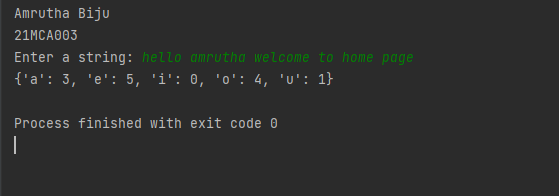 Amrutha Biju
21MCA003
Enter a string: hello amrutha welcome to home page
{'a': 3, 'e': 5, 'i': 0, 'o': 4, 'u': 1}
Process finished with exit code 0